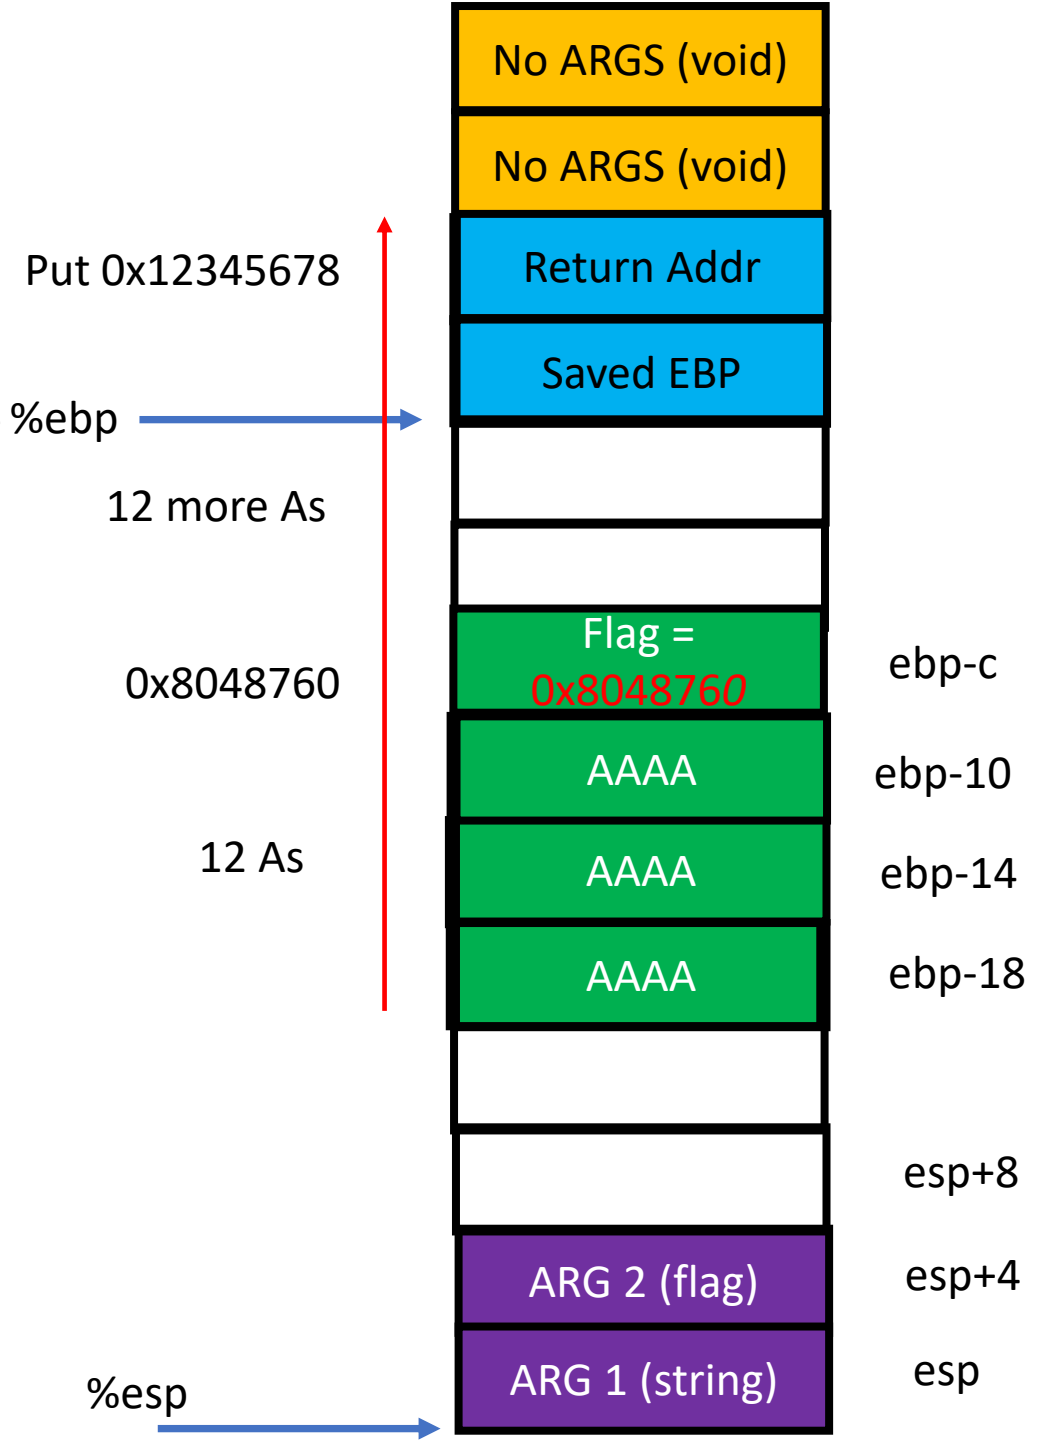 No ARGS (void)
No ARGS (void)
Put 0x12345678
Return Addr
Saved EBP
%ebp
12 more As
Flag =
0x8048760
0x8048760
ebp-c
AAAA
ebp-10
12 As
AAAA
ebp-14
AAAA
ebp-18
esp+8
ARG 2 (flag)
esp+4
ARG 1 (string)
esp
%esp